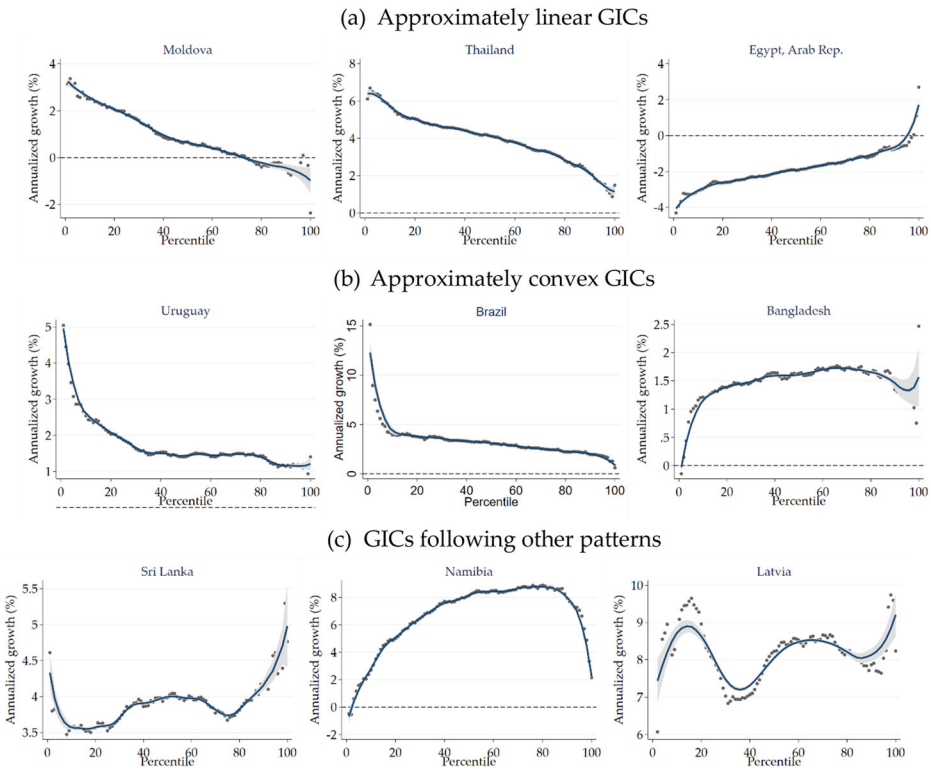 (a) Approximately linear GICs
Moldova
Annualized growth (%)
4
2
0
-2
0 20 40 60 80 100
Percentile
Thailand
Annualized growth (%)
8
6
4
2
0
0 20 40 60 80 100
Percentile
Egypt, Arab Rep.
Annualized growth (%)
4
2
0
-2
-4
0 20 40 60 80 100
Percentile
(b) Approximately convex GICs
Uruguay
Annualized growth (%)
5
4
3
2
1
0 20 40 60 80 100
Percentile
Brazil
Annualized growth (%)
15
10
5
0
0 20 40 60 80 100
Percentile
Bangladesh
Annualized growth (%)
2.5
2
1.5
1
.5
0
0 20 40 60 80 100
Percentile
(c) GICs following other patterns
Sri Lanka
Annualized growth (%)
5.5
5
4.5
4
3.5
0 20 40 60 80 100
Percentile
Namibia
Annualized growth (%)
8
6
4
2
0
-2
0 20 40 60 80 100
Percentile
Latvia
Annualized growth (%)
10
9
8
7
6
0 20 40 60 80 100
Percentile